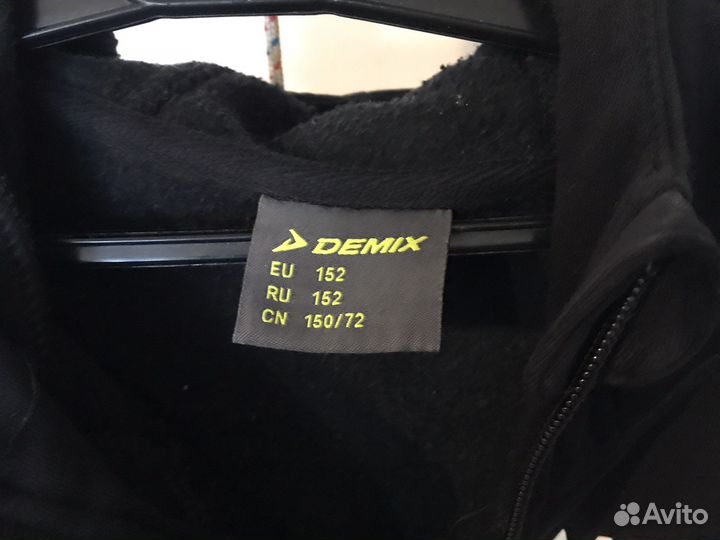 DEMIX
EU 152
RU 152
CN 150/72
Avito